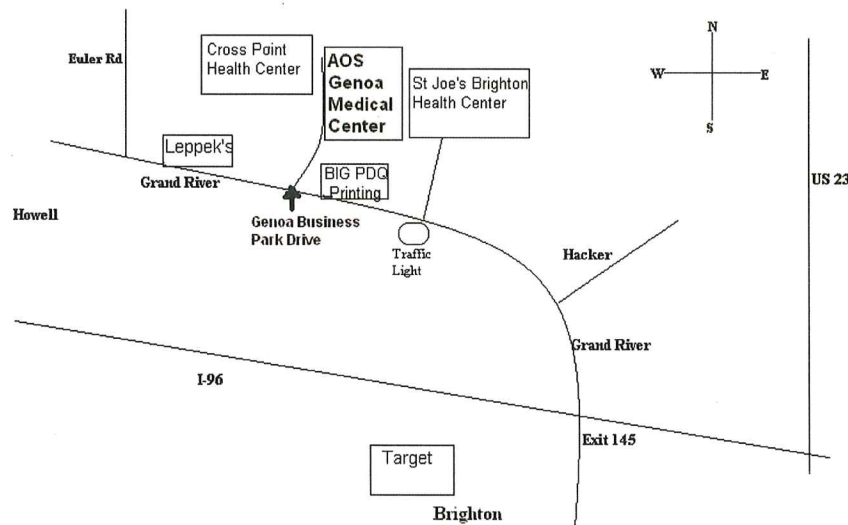 N
Euler Rd
Cross Point
Health Center
AOS
Genoa
Medical
Center
St Joe's Brighton
Health Center
W
E
S
Leppek's
Grand River
BIG PDQ
Printing
US 23
Howell
Genoa Business
Park Drive
Traffic
Light
Hacker
Grand River
I-96
Exit 145
Target
Brighton